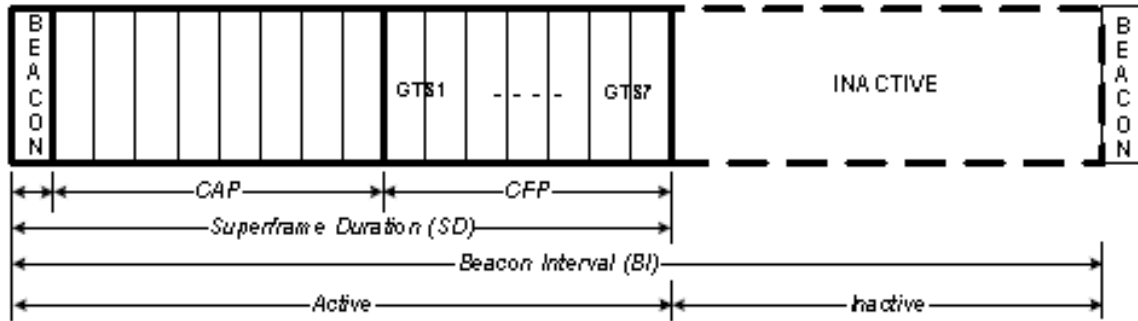 BEACON
GTS1 - - - - GTS7
INACTIVE
BEACON
CAP CFP
Superframe Duration (SD)
Beacon Interval (BI)
Active Inactive